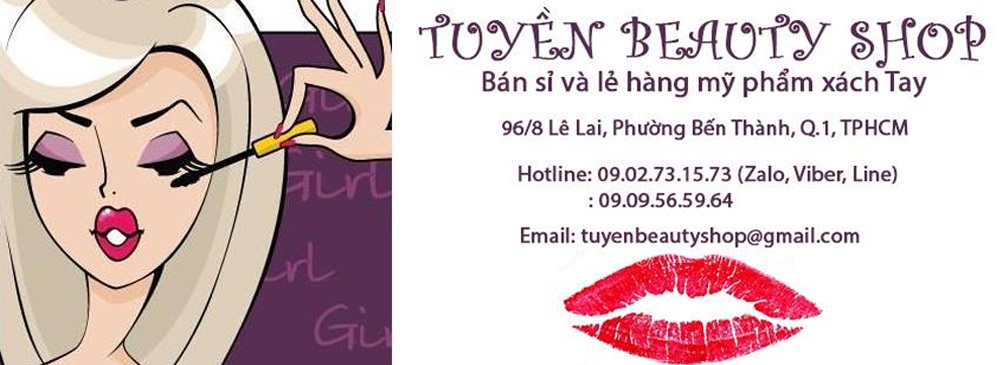 TUYỀN BEAUTY SHOP
Bán sỉ và lẻ hàng mỹ phẩm xách Tay
96/8 Lê Lai, Phường Bến Thành, Q.1, TPHCM
Hotline: 09.02.73.15.73 (Zalo, Viber, Line)
: 09.09.56.59.64
Email: tuyenbeautyshop@gmail.com
Girl
Girl